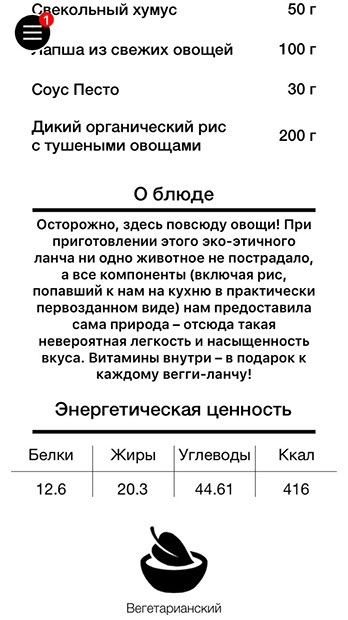 Свекольный хумус 50 г
1
Лапша из свежих овощей 100 г
Соус Песто 30 г
Дикий органический рис
с тушеными овощами 200 г
О блюде
Осторожно, здесь повсюду овощи! При
приготовлении этого эко-этичного
ланча ни одно животное не пострадало,
а все компоненты (включая рис,
попавший к нам на кухню в практически
первозданном виде) нам предоставила
сама природа – отсюда такая
невероятная легкость и насыщенность
вкуса. Витамины внутри – в подарок к
каждому вегги-ланчу!
Энергетическая ценность
Белки Жиры Углеводы Ккал
12.6 20.3 44.61 416
Вегетарианский